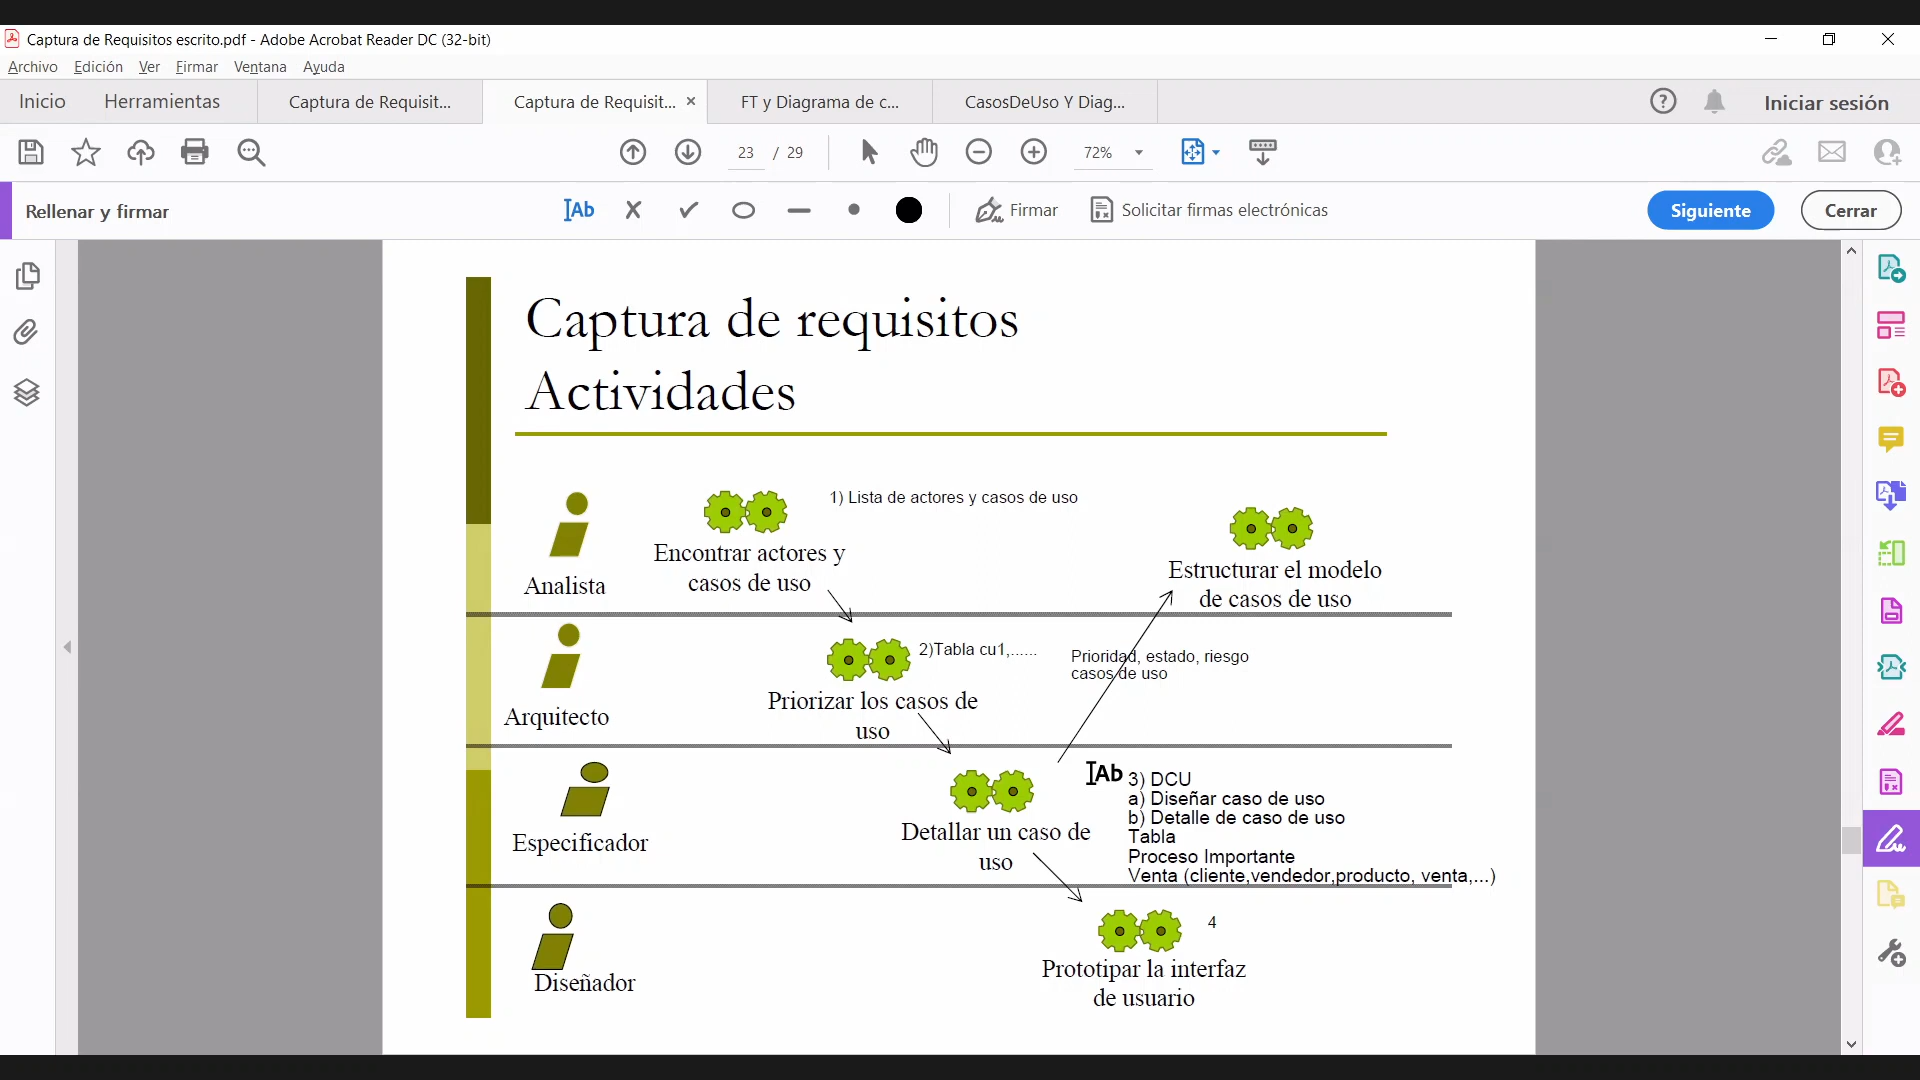 Captura de Requisitos escrito.pdf - Adobe Acrobat Reader DC (32-bit)
Archivo Edición Ver Firmar Ventana Ayuda
Inicio Herramientas Captura de Requisit... Captura de Requisit... × FT y Diagrama de c... CasosDeUso Y Diag... Iniciar sesión
23 / 29 72%
Rellenar y firmar Ab Firmar Solicitar firmas electrónicas Siguiente Cerrar
Captura de requisitos
Actividades
1) Lista de actores y casos de uso
Encontrar actores y
casos de uso
Analista
Estructurar el modelo
de casos de uso
2)Tabla cu1,......
Prioridad, estado, riesgo
casos de uso
Priorizar los casos de
uso
Arquitecto
Ab
3) DCU
a) Diseñar caso de uso
b) Detalle de caso de uso
Tabla
Proceso Importante
Venta (cliente,vendedor,producto, venta,...)
Detallar un caso de
uso
Especificador
4
Prototipar la interfaz
de usuario
Diseñador